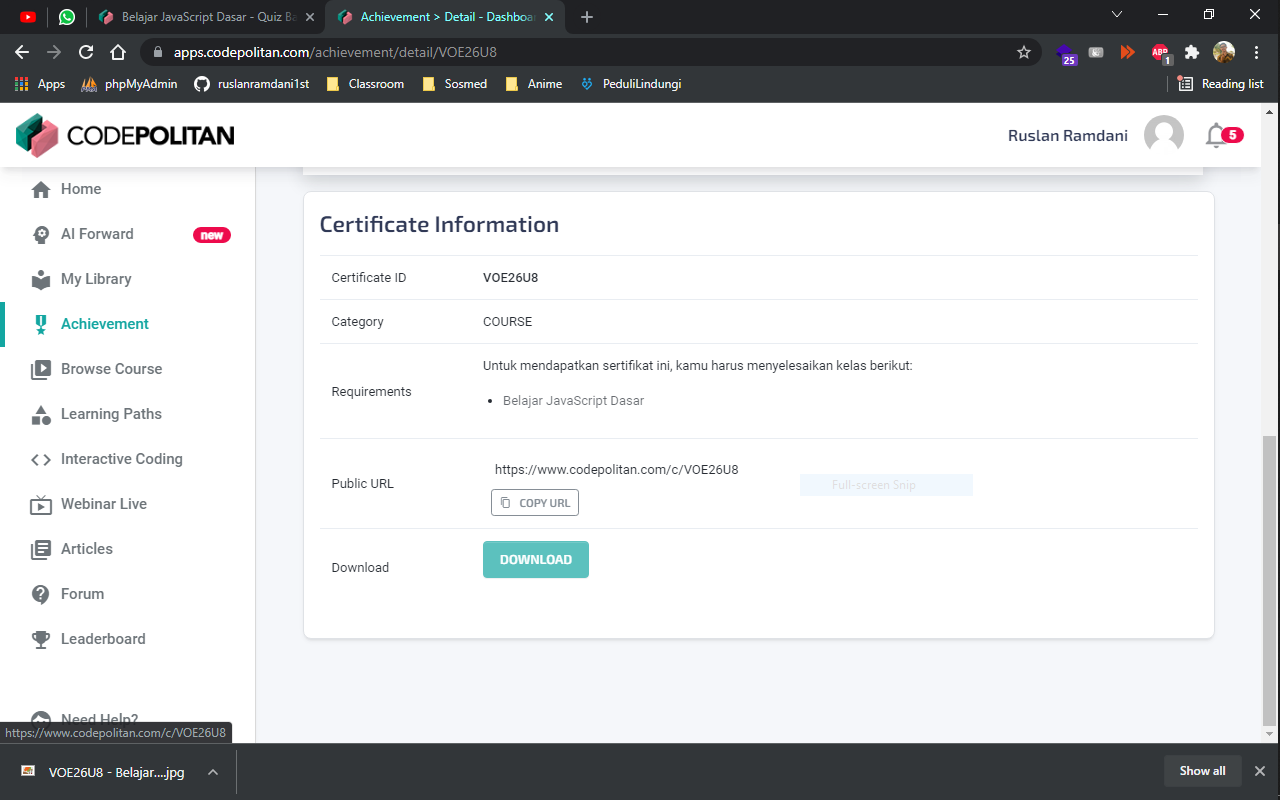 Belajar JavaScript Dasar - Quiz Ba
Achievement > Detail - Dashboar
apps.codepolitan.com/achievement/detail/VOE26U8
25
ABP
1
Apps
phpMyAdmin
ruslanramdani1st
Classroom
Sosmed
Anime
PeduliLindungi
Reading list
CODEPOLITAN
Ruslan Ramdani
5
Home
AI Forward
new
My Library
Achievement
Browse Course
Learning Paths
Interactive Coding
Webinar Live
Articles
Forum
Leaderboard
Need Help?
Certificate Information
Certificate ID
VOE26U8
Category
COURSE
Requirements
Untuk mendapatkan sertifikat ini, kamu harus menyelesaikan kelas berikut:
Belajar JavaScript Dasar
Public URL
https://www.codepolitan.com/c/VOE26U8
COPY URL
Full-screen Snip
Download
DOWNLOAD
https://www.codepolitan.com/c/VOE26U8
VOE26U8 - Belajar....jpg
Show all